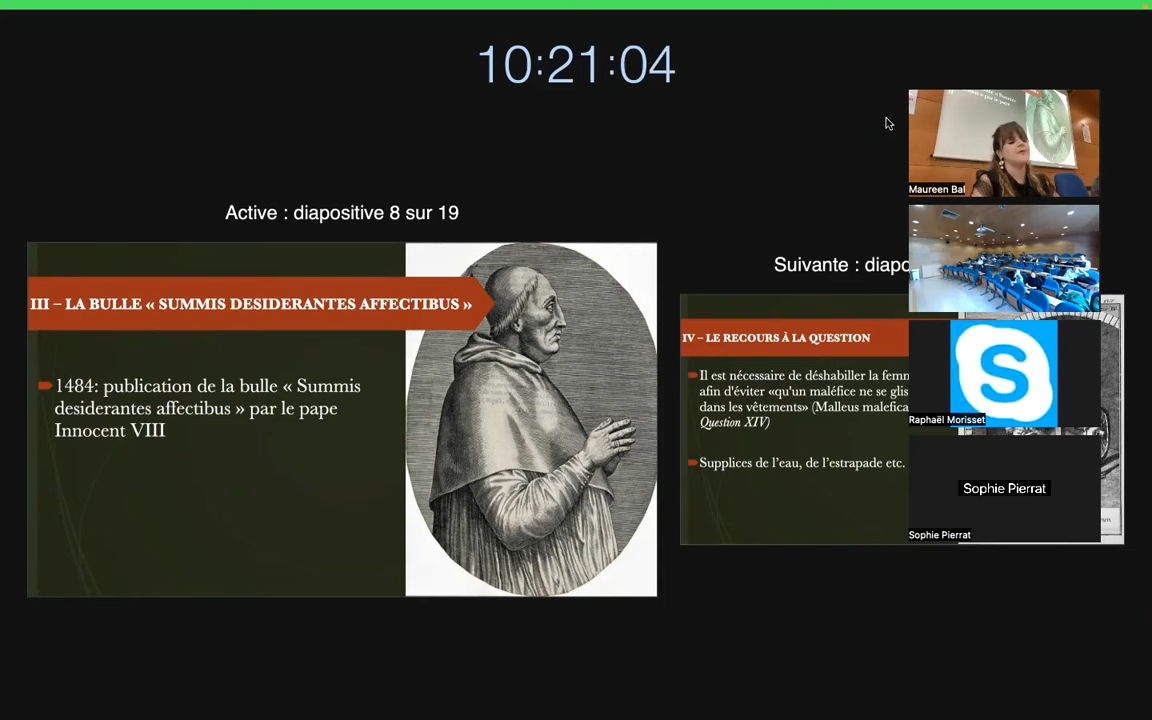 10:21:04
Active : diapositive 8 sur 19
III – LA BULLE « SUMMIS DESIDERANTES AFFECTIBUS »
1484: publication de la bulle « Summis
desiderantes affectibus » par le pape
Innocent VIII
Suivante : diapo
IV – LE RECOURS À LA QUESTION
Il est nécessaire de déshabiller la femm
afin d'éviter «qu'un maléfice ne se glis
dans les vêtements» (Malleus malefica
Question XIV)
Supplices de l'eau, de l'estrapade etc.
Maureen Bal
S
Raphaël Morisset
Sophie Pierrat
Sophie Pierrat